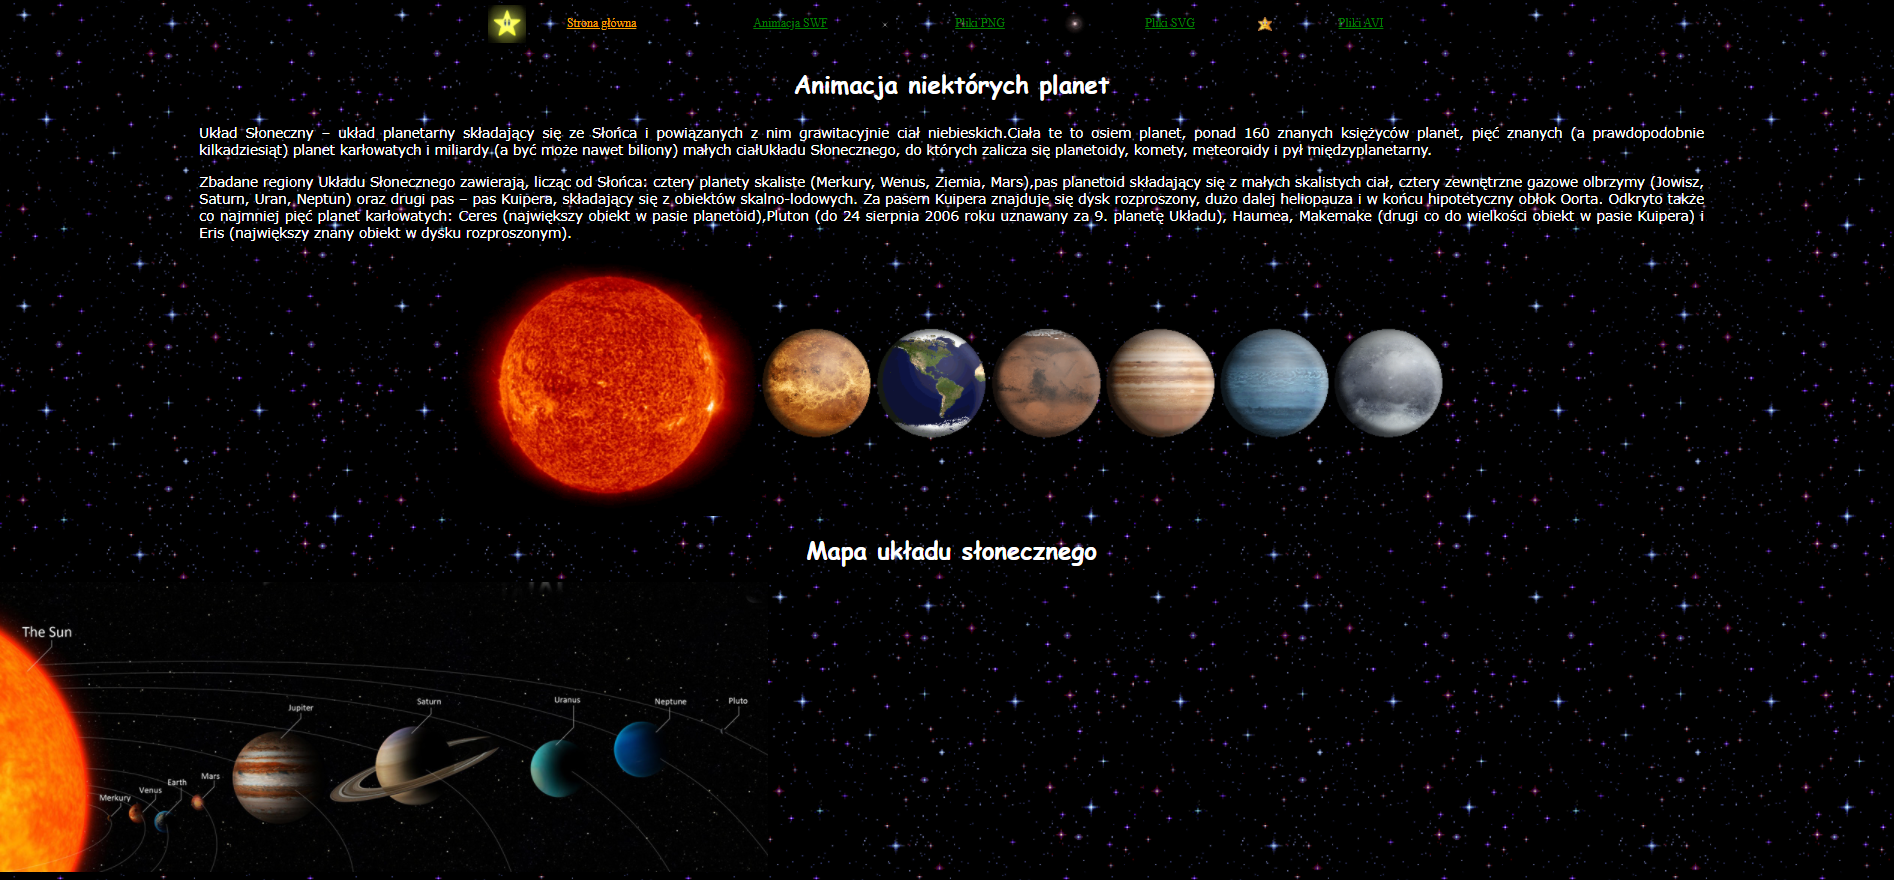 Strona główna Animacja SWF Pliki PNG Pliki SVG Pliki AVI
Animacja niektórych planet
Układ Słoneczny – układ planetarny składający się ze Słońca i powiązanych z nim grawitacyjnie ciał niebieskich.Ciała te to osiem planet, ponad 160 znanych księżyców planet, pięć znanych (a prawdopodobnie
kilkadziesiąt) planet karłowatych i miliardy (a być może nawet biliony) małych ciałUkładu Słonecznego, do których zalicza się planetoidy, komety, meteoroidy i pył międzyplanetarny.
Zbadane regiony Układu Słonecznego zawierają, licząc od Słońca: cztery planety skaliste (Merkury, Wenus, Ziemia, Mars),pas planetoid składający się z małych skalistych ciał, cztery zewnętrzne gazowe olbrzymy (Jowisz,
Saturn, Uran, Neptun) oraz drugi pas – pas Kuipera, składający się z obiektów skalno-lodowych. Za pasem Kuipera znajduje się dysk rozproszony, dużo dalej heliopauza i w końcu hipotetyczny obłok Oorta. Odkryto także
co najmniej pięć planet karłowatych: Ceres (największy obiekt w pasie planetoid),Pluton (do 24 sierpnia 2006 roku uznawany za 9. planetę Układu), Haumea, Makemake (drugi co do wielkości obiekt w pasie Kuipera) i
Eris (największy znany obiekt w dysku rozproszonym).
Mapa układu słonecznego
The Sun
Merkury
Venus
Earth
Mars
Jupiter
Saturn
Uranus
Neptune
Pluto